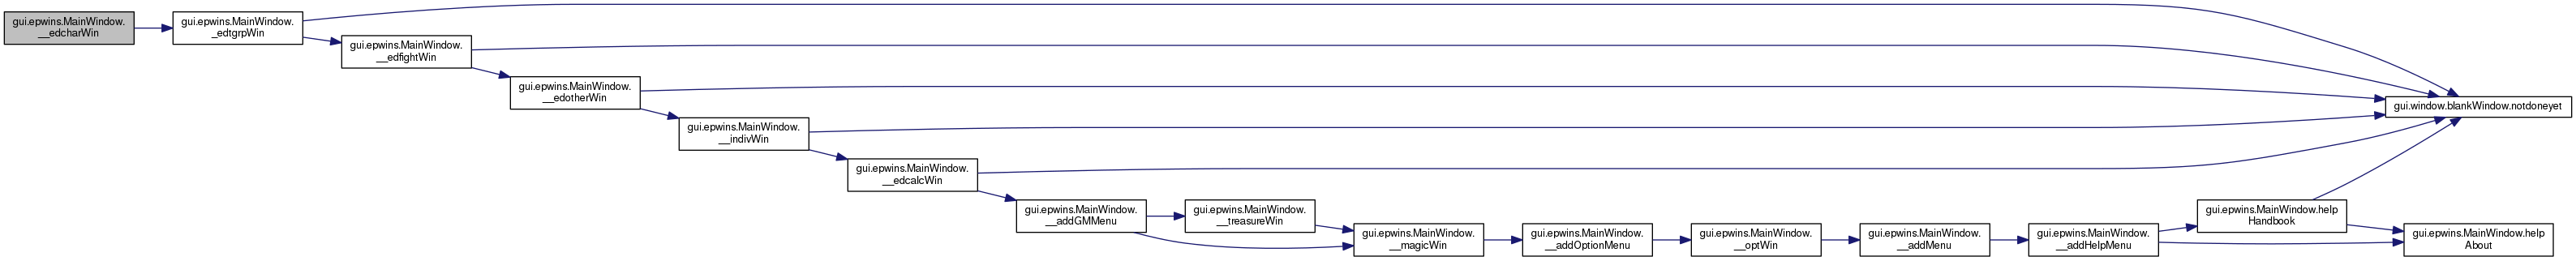 gui.epwins.MainWindow.
__edcharWin
gui.epwins.MainWindow.
_edtgrpWin
gui.epwins.MainWindow.
__edfightWin
gui.epwins.MainWindow.
__edotherWin
gui.epwins.MainWindow.
__indivWin
gui.epwins.MainWindow.
__edcalcWin
gui.epwins.MainWindow.
__addGMMenu
gui.epwins.MainWindow.
__treasureWin
gui.epwins.MainWindow.
__magicWin
gui.epwins.MainWindow.
__addOptionMenu
gui.epwins.MainWindow.
__optWin
gui.epwins.MainWindow.
__addMenu
gui.epwins.MainWindow.
__addHelpMenu
gui.epwins.MainWindow.help
Handbook
gui.window.blankWindow.notdoneyet
gui.epwins.MainWindow.help
About